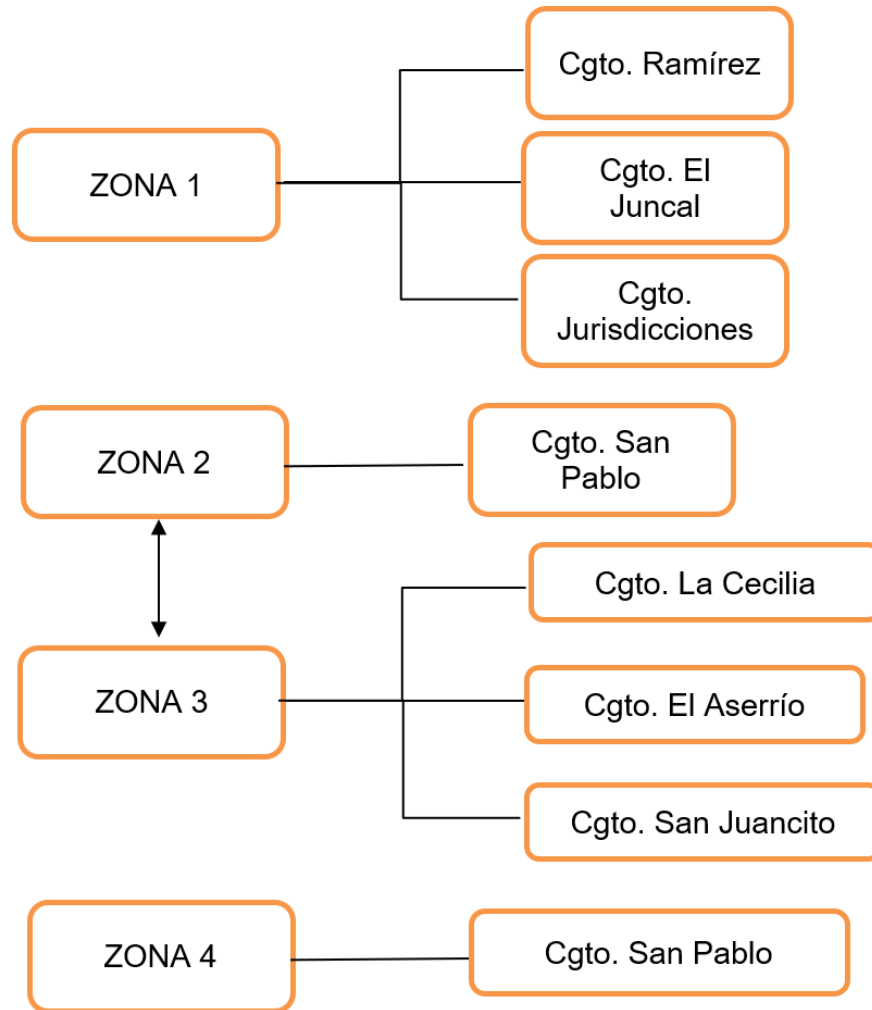 ZONA 1
Cgto. Ramírez
Cgto. El
Juncal
Cgto.
Jurisdicciones
ZONA 2
Cgto. San
Pablo
ZONA 3
Cgto. La Cecilia
Cgto. El Aserrío
Cgto. San Juancito
ZONA 4
Cgto. San Pablo